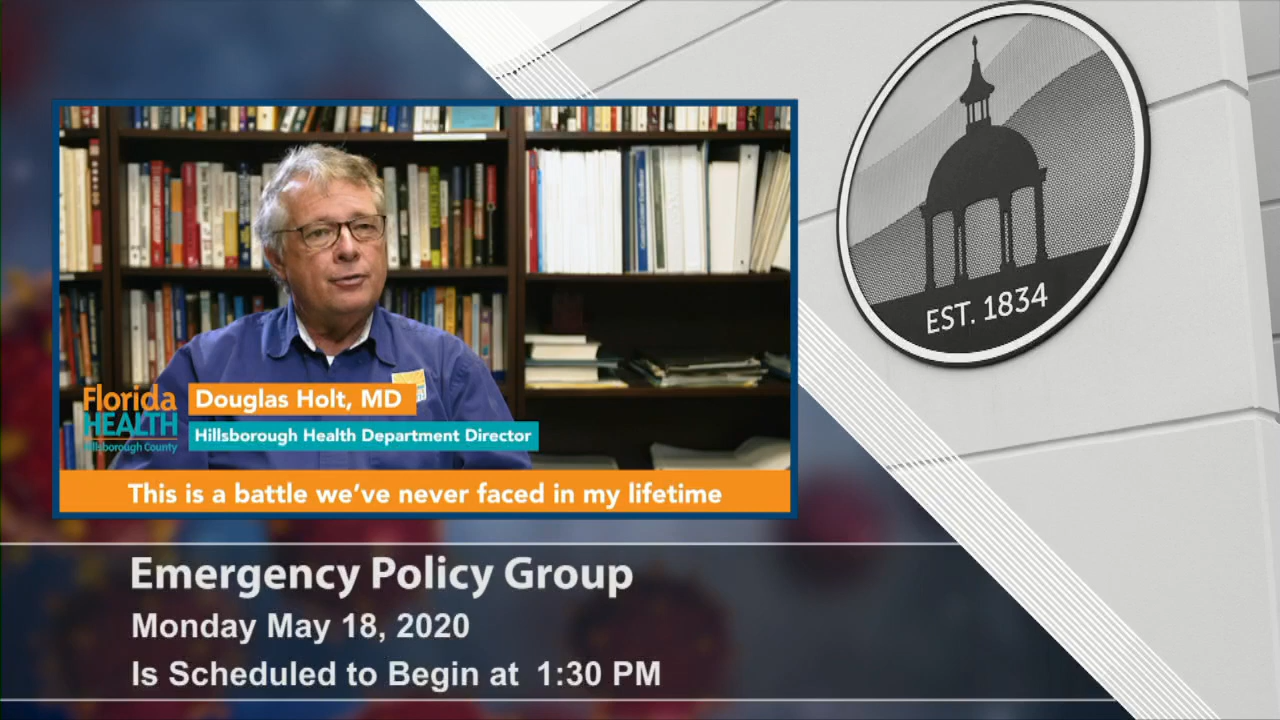 EST. 1834
Florida
HEALTH
Hillsborough County
Douglas Holt, MD
Hillsborough Health Department Director
This is a battle we've never faced in my lifetime
Emergency Policy Group
Monday May 18, 2020
Is Scheduled to Begin at 1:30 PM